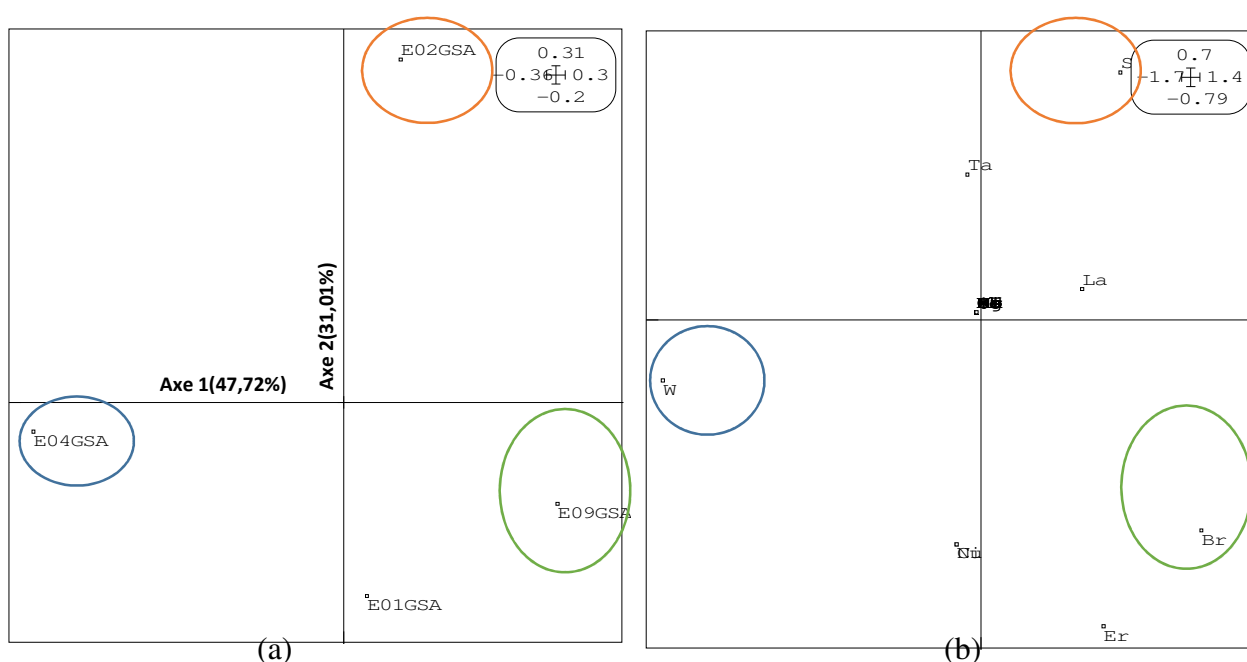 E02GSA
0.31
−0.36 0.3
−0.2
Axe 2(31,01%)
Axe 1(47,72%)
E04GSA
E09GSA
E01GSA
(a)
S
0.7
−1.7 1.4
−0.79
Ta
La
W
Br
Er
(b)